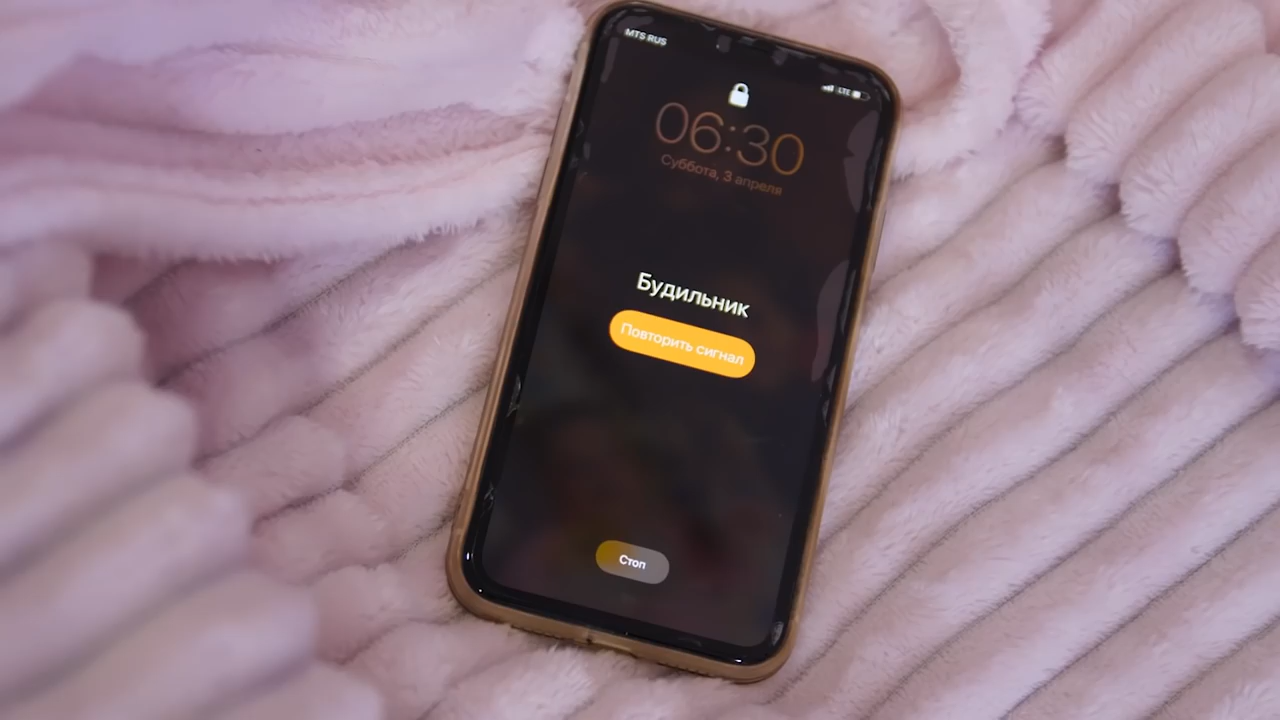 MTS RUS
LTE
06:30
Суббота, 3 апреля
Будильник
Повторить сигнал
Стоп